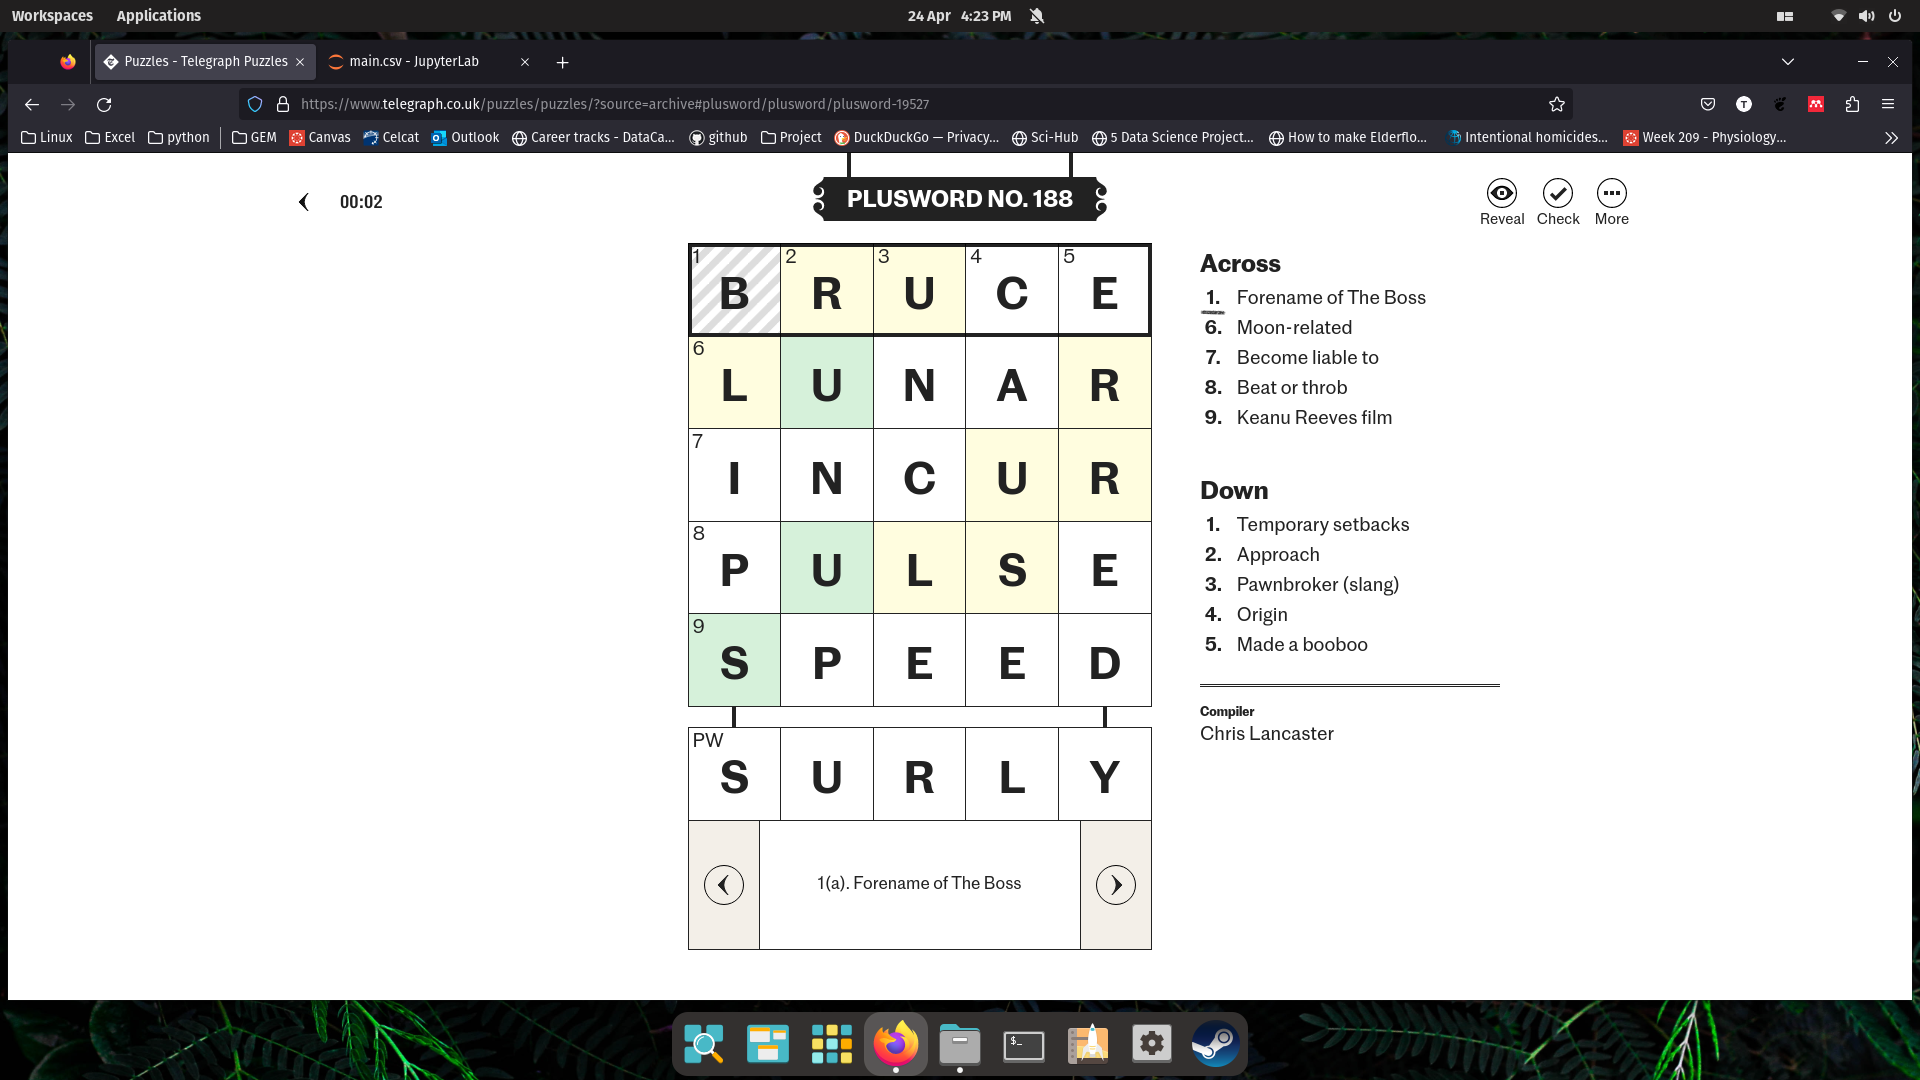 Workspaces Applications 24 Apr 4:23 PM
Puzzles - Telegraph Puzzles main.csv - JupyterLab
https://www.telegraph.co.uk/puzzles/puzzles/?source=archive#plusword/plusword/plusword-19527
Linux Excel python GEM Canvas Celcat Outlook Career tracks - DataCa... github Project DuckDuckGo — Privacy... Sci-Hub 5 Data Science Project... How to make Elderflo... Intentional homicides... Week 209 - Physiology...
00:02
PLUSWORD NO. 188
Reveal Check More
1 B 2 R 3 U 4 C 5 E
6 L U N A R
7 I N C U R
8 P U L S E
9 S P E E D
PW S U R L Y
1(a). Forename of The Boss
Across
1. Forename of The Boss
6. Moon-related
7. Become liable to
8. Beat or throb
9. Keanu Reeves film
Down
1. Temporary setbacks
2. Approach
3. Pawnbroker (slang)
4. Origin
5. Made a booboo
Compiler
Chris Lancaster
$_